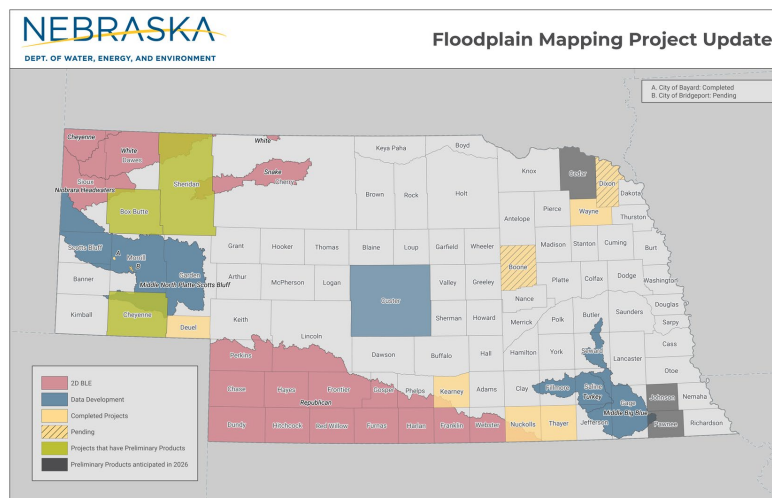 NEBRASKA
DEPT. OF WATER, ENERGY, AND ENVIRONMENT
Floodplain Mapping Project Update
A. City of Bayard: Completed
B. City of Bridgeport: Pending
Cheyenne
White
Dawes
White
Sioux
Niobrara Headwaters
Sheridan
Snake
Cherry
Box Butte
Keya Paha
Boyd
Brown
Rock
Holt
Knox
Cedar
Dixon
Dakota
Antelope
Pierce
Wayne
Thurston
Scotts Bluff
A
Morrill
B
Garden
Middle North Platte-Scotts Bluff
Banner
Kimball
Cheyenne
Deuel
Grant
Hooker
Thomas
Blaine
Loup
Garfield
Wheeler
Boone
Madison
Stanton
Cuming
Burt
Arthur
McPherson
Logan
Custer
Valley
Greeley
Nance
Platte
Colfax
Dodge
Washington
Keith
Lincoln
Sherman
Howard
Merrick
Polk
Butler
Saunders
Douglas
Sarpy
Perkins
Dawson
Buffalo
Hall
Hamilton
York
Seward
Lancaster
Cass
Otoe
Chase
Hayes
Frontier
Gosper
Phelps
Kearney
Adams
Clay
Fillmore
Saline
Turkey
Gage
Middle Big Blue
Johnson
Nemaha
Republican
Dundy
Hitchcock
Red Willow
Furnas
Harlan
Franklin
Webster
Nuckolls
Thayer
Jefferson
Pawnee
Richardson
2D BLE
Data Development
Completed Projects
Pending
Projects that have Preliminary Products
Preliminary Products anticipated in 2026